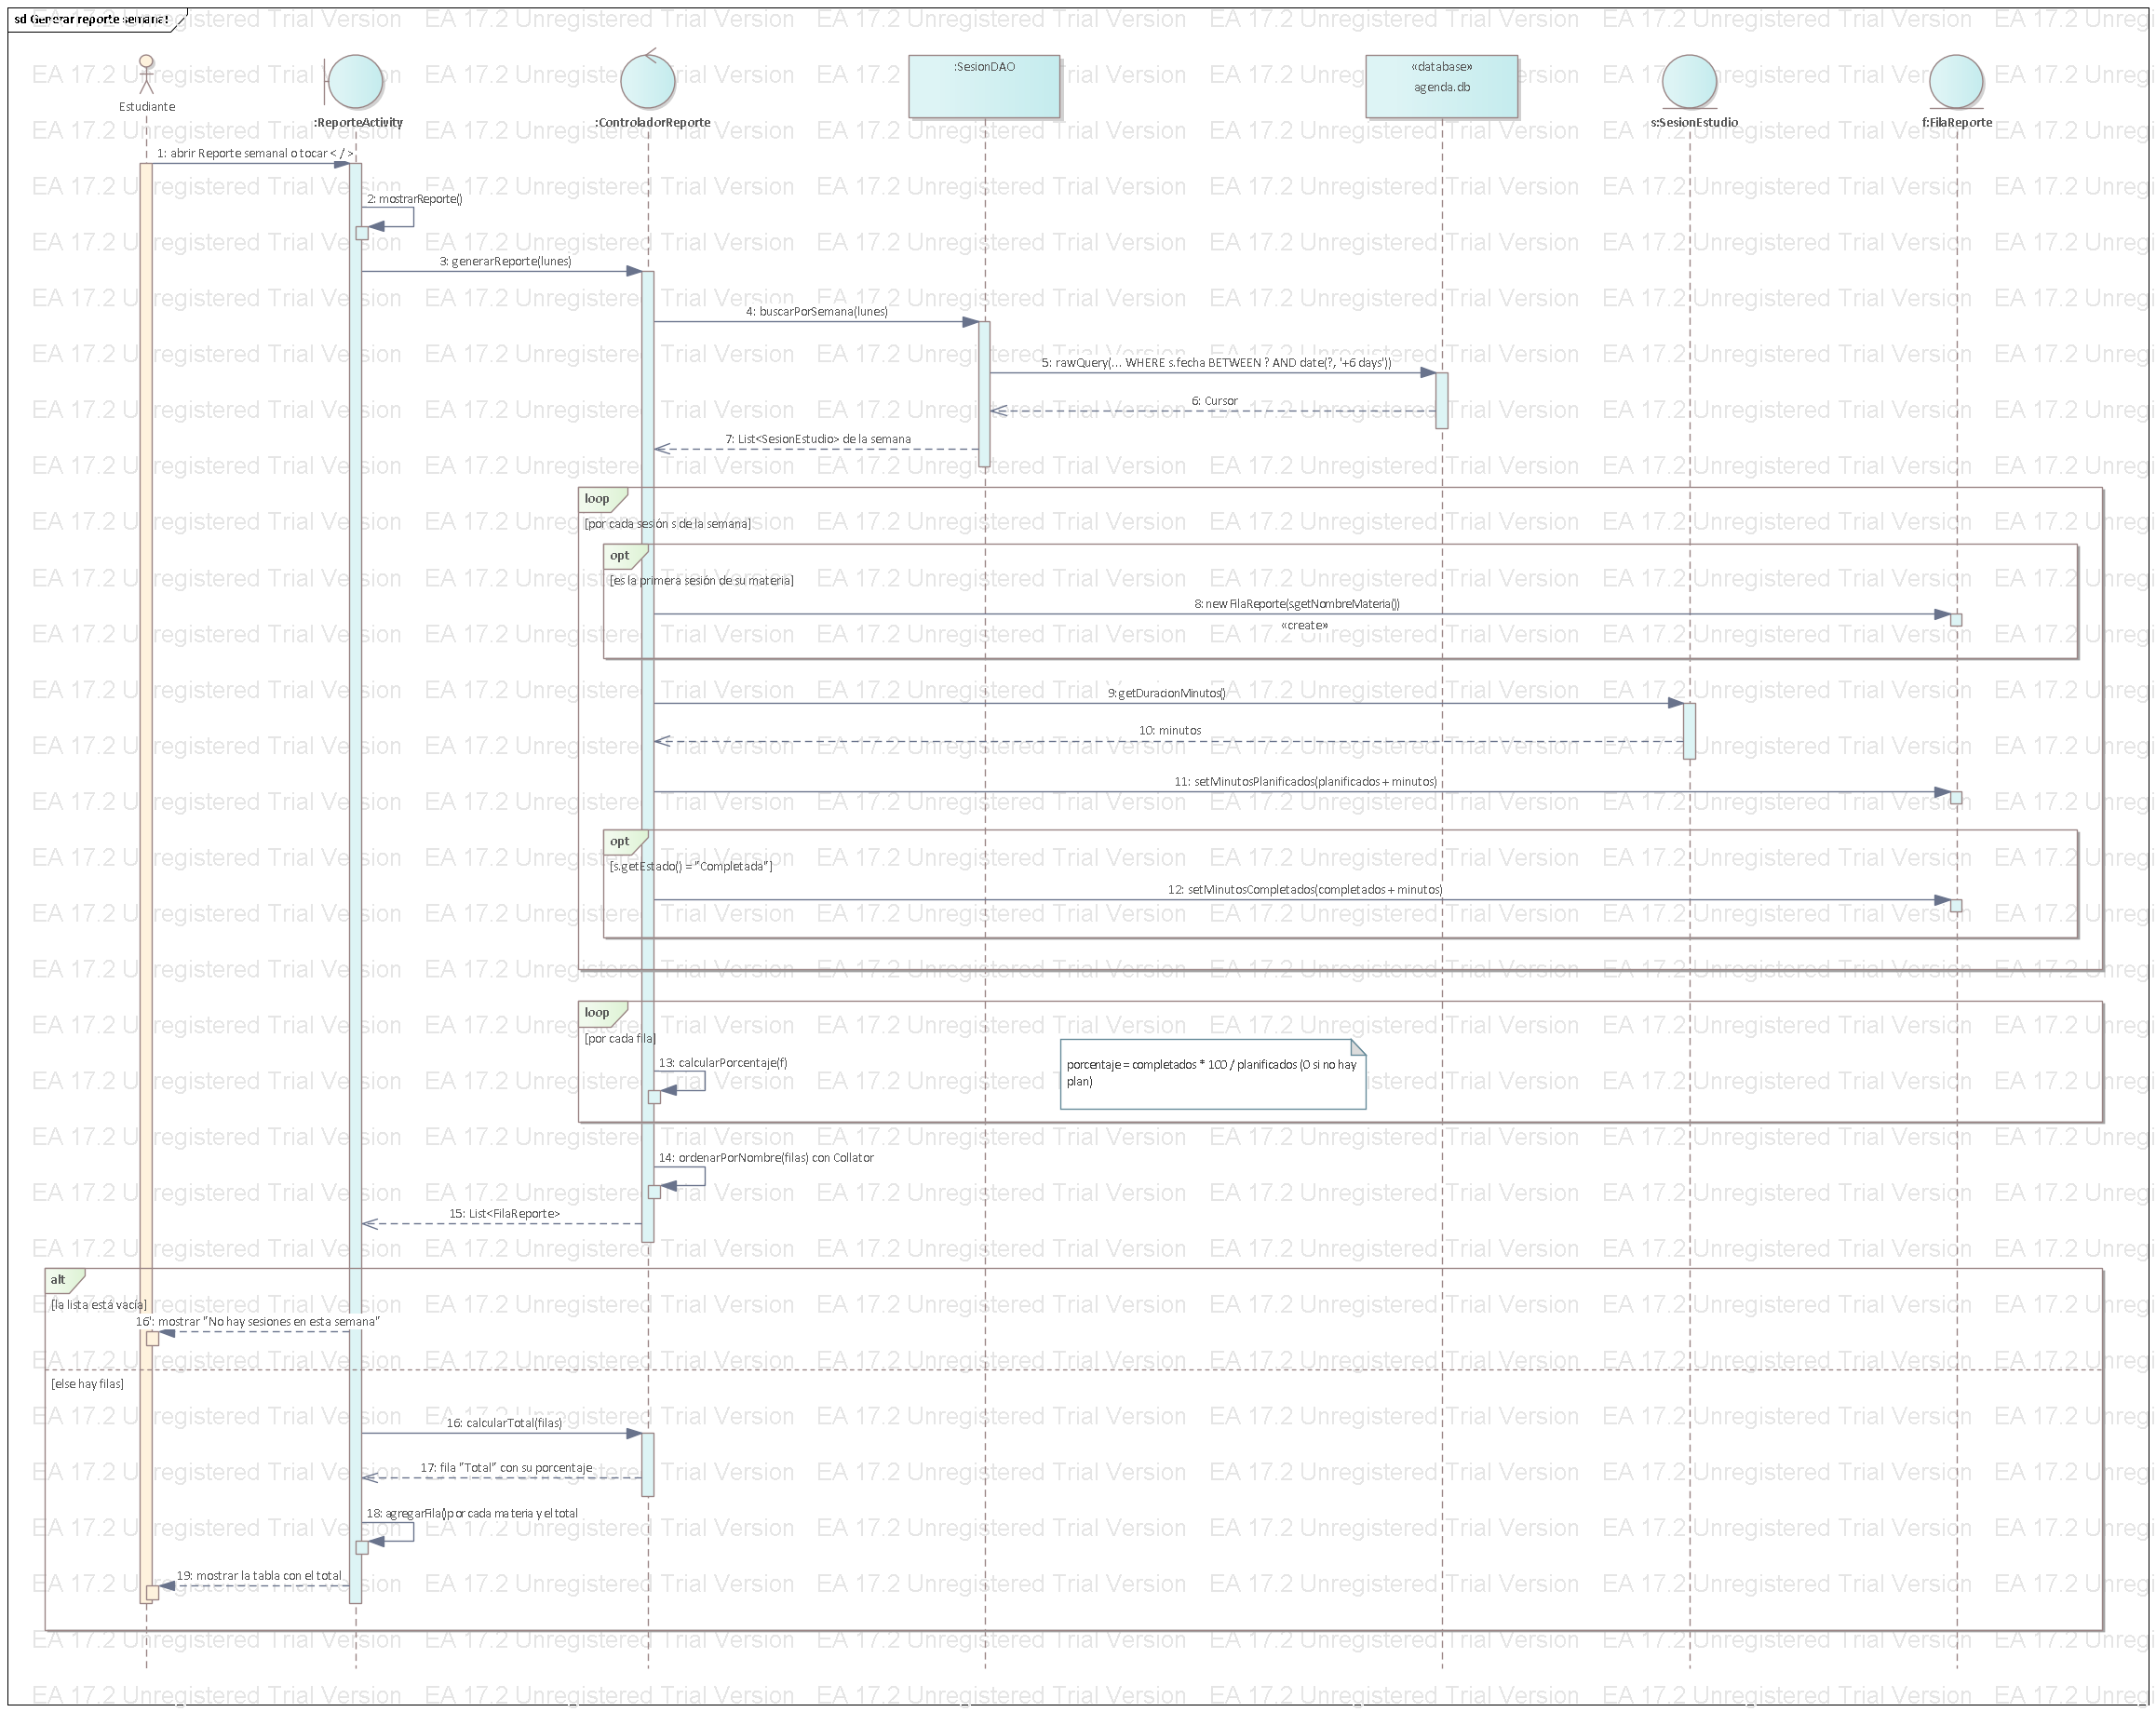 sd Generar reporte semanal
EA 17.2 Unregistered Trial Version
Estudiante
:ReporteActivity
:ControladorReporte
:SesionDAO
«database»
agenda.db
s:SesionEstudio
f:FilaReporte
1: abrir Reporte semanal o tocar < / >
2: mostrarReporte()
3: generarReporte(lunes)
4: buscarPorSemana(lunes)
5: rawQuery(... WHERE s.fecha BETWEEN ? AND date(?, '+6 days'))
6: Cursor
7: List<SesionEstudio> de la semana
loop
[por cada sesión s de la semana]
opt
[es la primera sesión de su materia]
8: new FilaReporte(s.getNombreMateria())
«create»
9: getDuracionMinutos()
10: minutos
11: setMinutosPlanificados(planificados + minutos)
opt
[s.getEstado() = "Completada"]
12: setMinutosCompletados(completados + minutos)
loop
[por cada fila]
13: calcularPorcentaje(f)
porcentaje = completados * 100 / planificados (0 si no hay
plan)
14: ordenarPorNombre(filas) con Collator
15: List<FilaReporte>
alt
[la lista está vacía]
16': mostrar "No hay sesiones en esta semana"
[else hay filas]
16: calcularTotal(filas)
17: fila "Total" con su porcentaje
18: agregarFila() por cada materia y el total
19: mostrar la tabla con el total